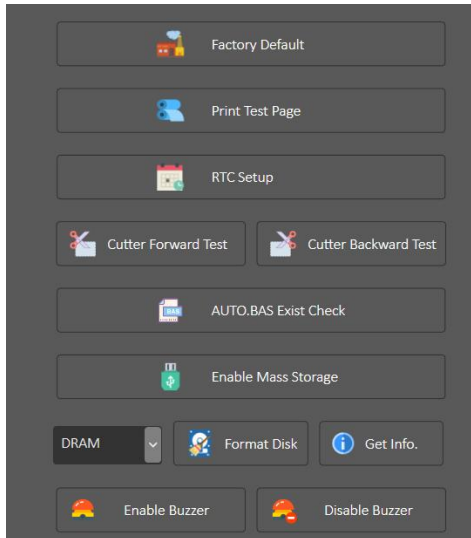 Factory Default
Print Test Page
RTC Setup
Cutter Forward Test
Cutter Backward Test
BAS
AUTO.BAS Exist Check
Enable Mass Storage
DRAM
Format Disk
Get Info.
Enable Buzzer
Disable Buzzer